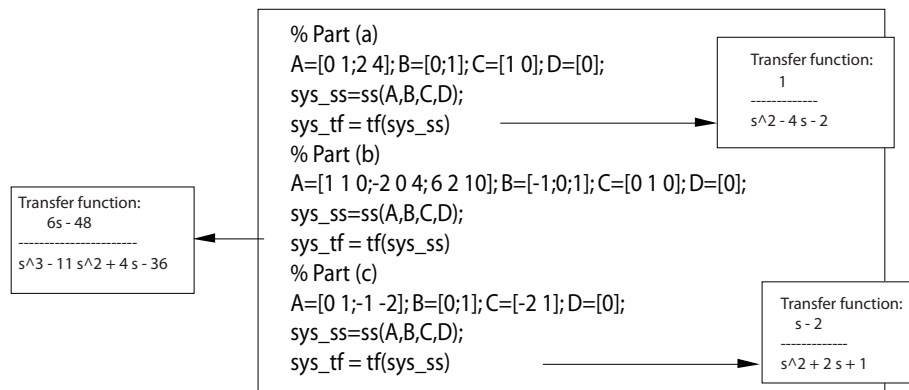 % Part (a)
A=[0 1;2 4]; B=[0;1]; C=[1 0]; D=[0];
sys_ss=ss(A,B,C,D);
sys_tf = tf(sys_ss)
Transfer function:
1
-------------
s^2 - 4 s - 2
% Part (b)
A=[1 1 0;-2 0 4;6 2 10]; B=[-1;0;1]; C=[0 1 0]; D=[0];
sys_ss=ss(A,B,C,D);
sys_tf = tf(sys_ss)
Transfer function:
6s - 48
------------------------
s^3 - 11 s^2 + 4 s - 36
% Part (c)
A=[0 1;-1 -2]; B=[0;1]; C=[-2 1]; D=[0];
sys_ss=ss(A,B,C,D);
sys_tf = tf(sys_ss)
Transfer function:
s - 2
-------------
s^2 + 2 s + 1